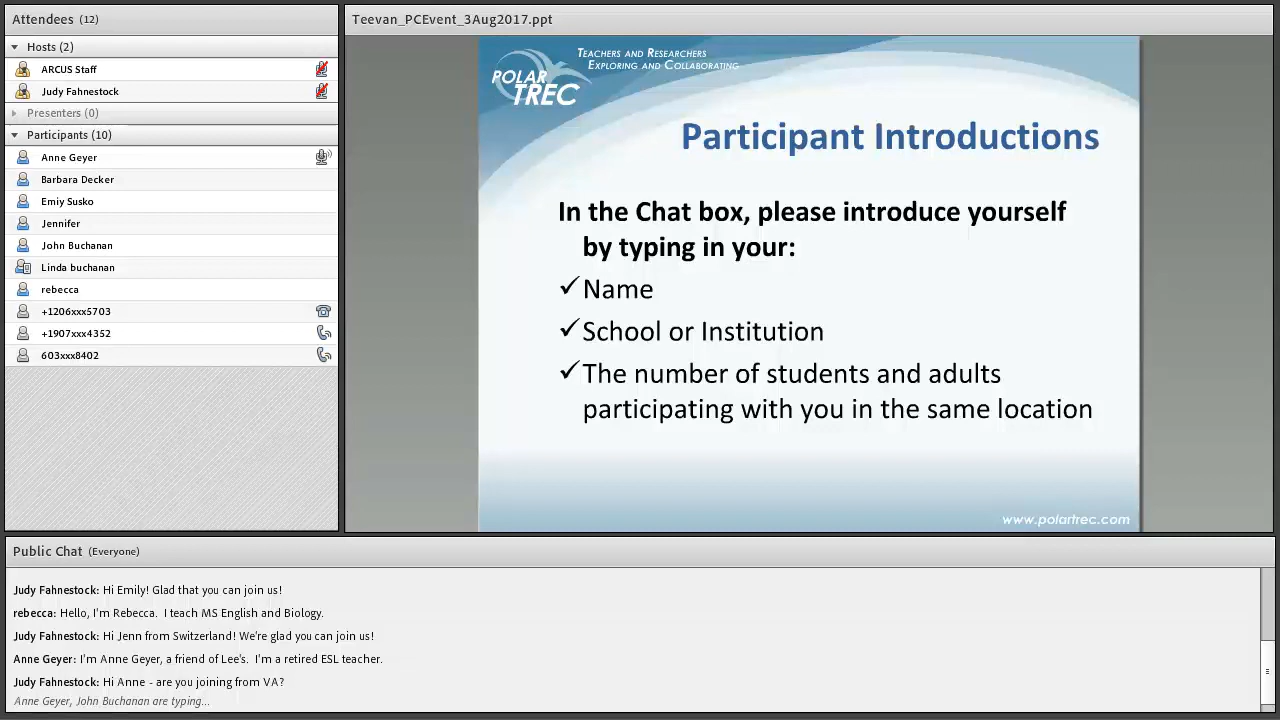 Attendees (12)
Hosts (2)
ARCUS Staff
Judy Fahnestock
Presenters (0)
Participants (10)
Anne Geyer
Barbara Decker
Emiy Susko
Jennifer
John Buchanan
Linda buchanan
rebecca
+1206xxx5703
+1907xxx4352
603xxx8402
Teevan_PCEvent_3Aug2017.ppt
TEACHERS AND RESEARCHERS
EXPLORING AND COLLABORATING
POLAR
TREC
Participant Introductions
In the Chat box, please introduce yourself
by typing in your:
✓Name
✓School or Institution
✓The number of students and adults
participating with you in the same location
www.polartrec.com
Public Chat (Everyone)
Judy Fahnestock: Hi Emily! Glad that you can join us!
rebecca: Hello, I'm Rebecca.  I teach MS English and Biology.
Judy Fahnestock: Hi Jenn from Switzerland! We're glad you can join us!
Anne Geyer: I'm Anne Geyer, a friend of Lee's.  I'm a retired ESL teacher.
Judy Fahnestock: Hi Anne - are you joining from VA?
Anne Geyer, John Buchanan are typing...